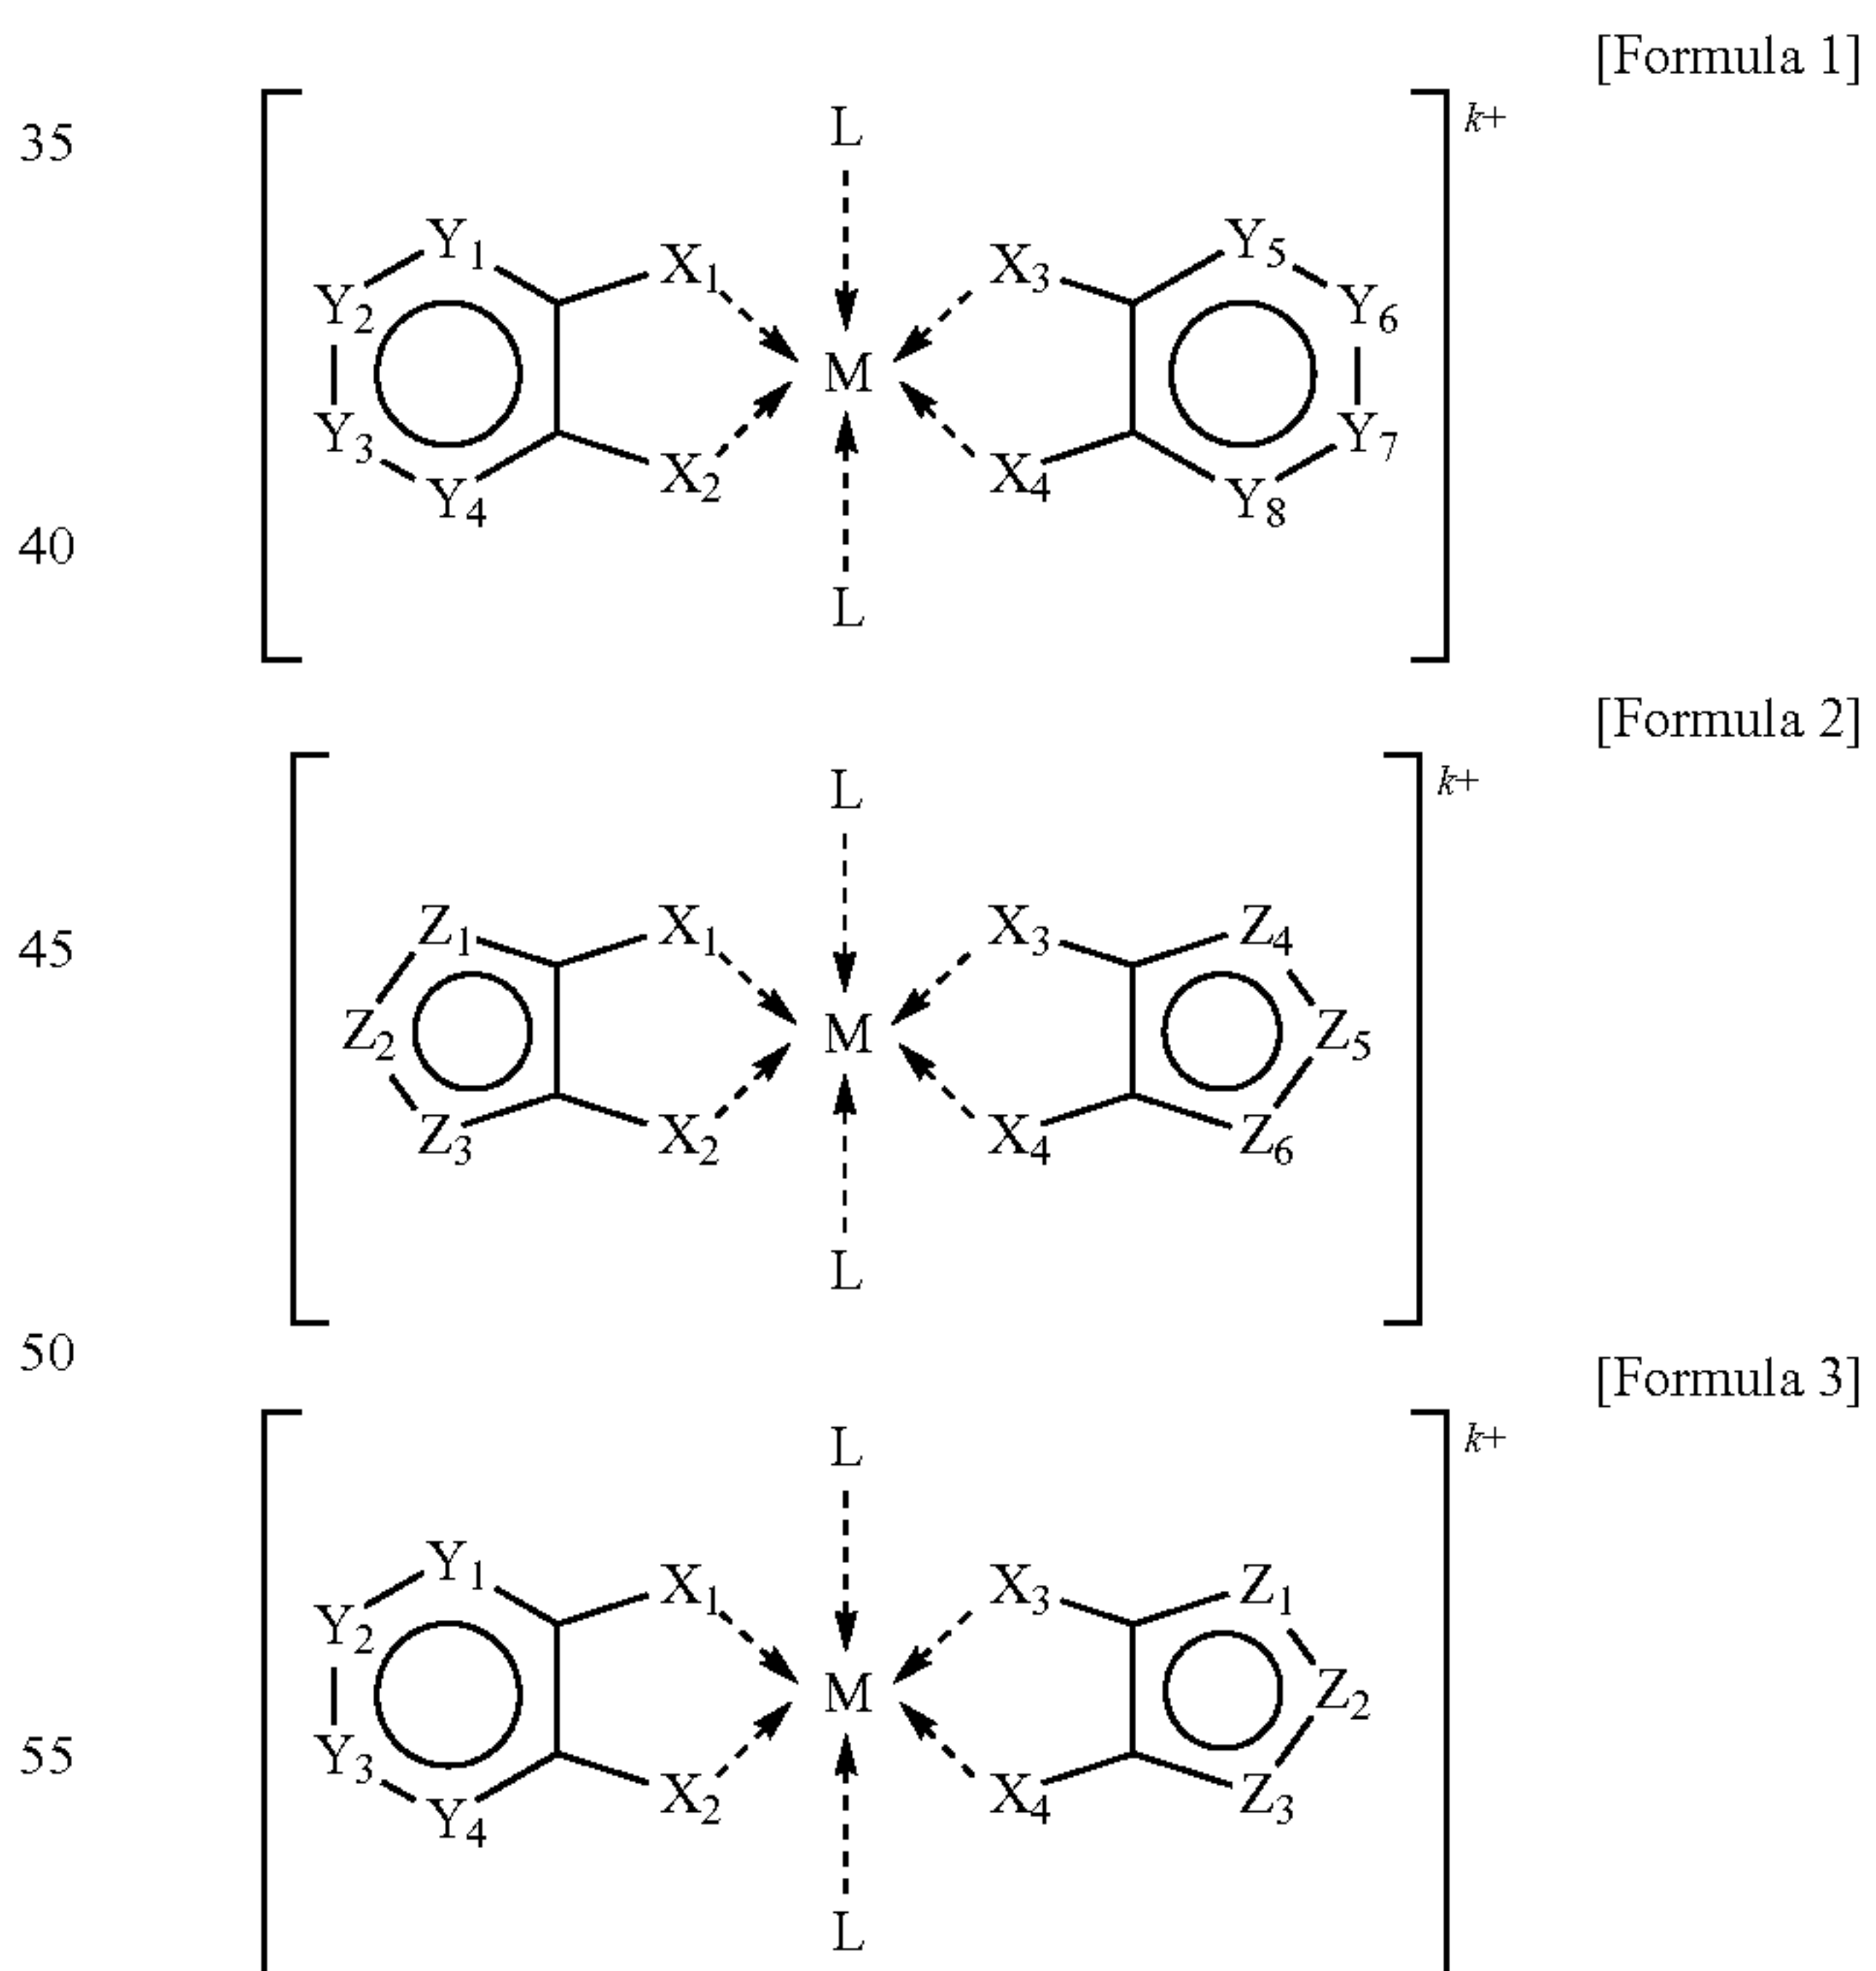 [Formula 1]
k+
35
L
Y1 X1 X3 Y5
Y2 Y6
M
Y3 Y7
X2 X4
Y4 Y8
40
L
[Formula 2]
k+
L
45
Z1 X1 X3 Z4
Z2 M Z5
Z3 X2 X4 Z6
L
50
[Formula 3]
k+
L
Y1 X1 X3 Z1
Y2
M Z2
55
Y3
X2 X4 Z3
Y4
L